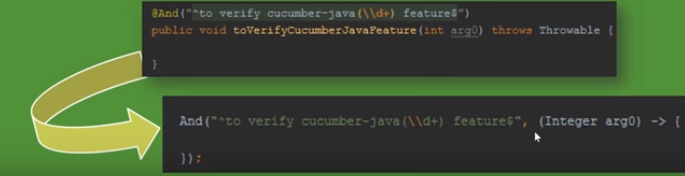 @And("^to verify cucumber-java(\\d+) feature$")
public void toVerifyCucumberJavaFeature(int arg0) throws Throwable {
}
And("^to verify cucumber-java(\\d+) feature$", (Integer arg0) -> {
});